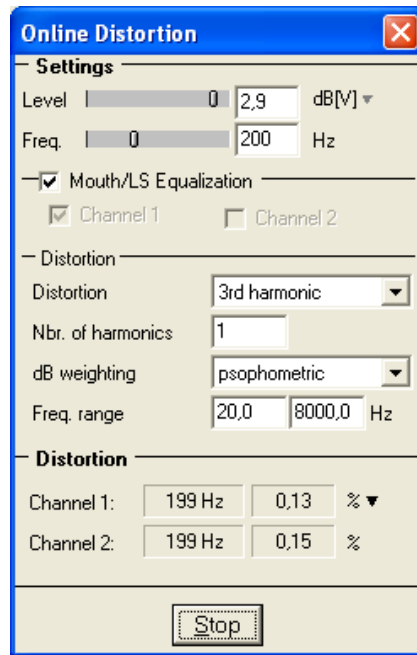 Online Distortion
Settings
Level 2,9 dB[V]
Freq. 200 Hz
Mouth/LS Equalization
Channel 1 Channel 2
Distortion
Distortion 3rd harmonic
Nbr. of harmonics 1
dB weighting psophometric
Freq. range 20,0 8000,0 Hz
Distortion
Channel 1: 199 Hz 0,13 %
Channel 2: 199 Hz 0,15 %
Stop